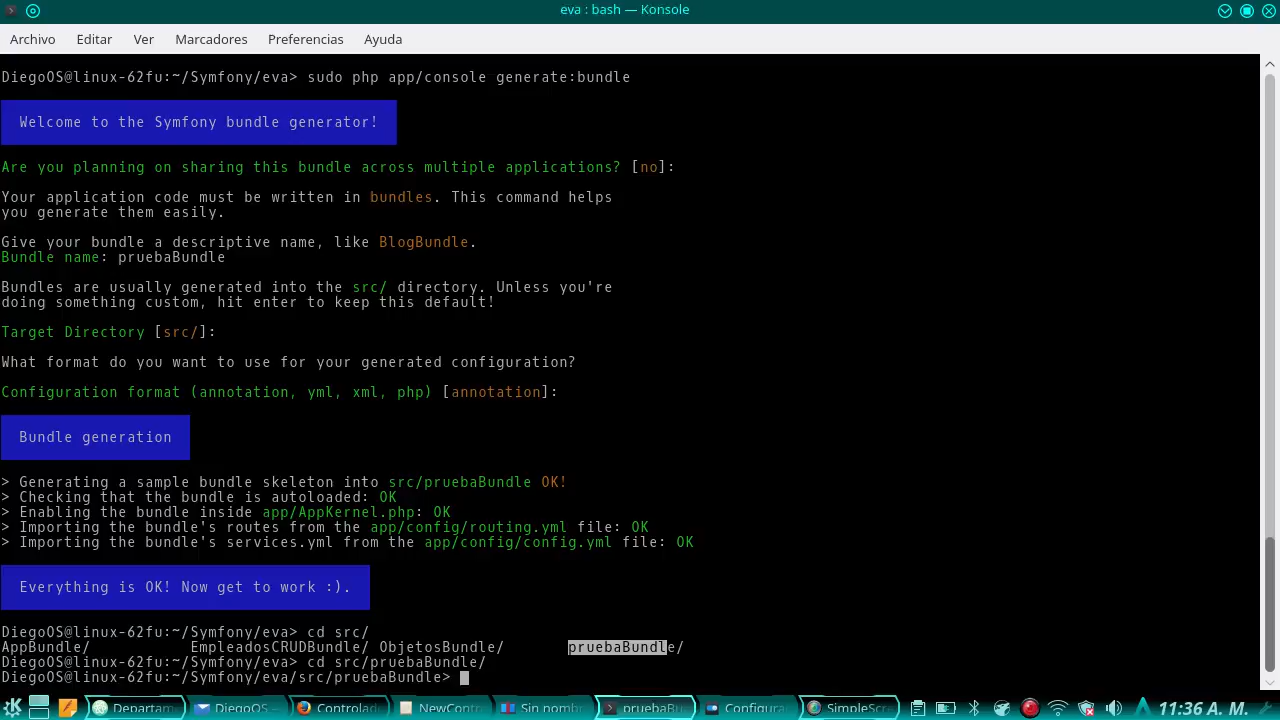 eva : bash — Konsole
Archivo Editar Ver Marcadores Preferencias Ayuda
DiegoOS@linux-62fu:~/Symfony/eva> sudo php app/console generate:bundle
Welcome to the Symfony bundle generator!
Are you planning on sharing this bundle across multiple applications? [no]:
Your application code must be written in bundles. This command helps
you generate them easily.
Give your bundle a descriptive name, like BlogBundle.
Bundle name: pruebaBundle
Bundles are usually generated into the src/ directory. Unless you're
doing something custom, hit enter to keep this default!
Target Directory [src/]:
What format do you want to use for your generated configuration?
Configuration format (annotation, yml, xml, php) [annotation]:
Bundle generation
> Generating a sample bundle skeleton into src/pruebaBundle OK!
> Checking that the bundle is autoloaded: OK
> Enabling the bundle inside app/AppKernel.php: OK
> Importing the bundle's routes from the app/config/routing.yml file: OK
> Importing the bundle's services.yml from the app/config/config.yml file: OK
Everything is OK! Now get to work :).
DiegoOS@linux-62fu:~/Symfony/eva> cd src/
AppBundle/ EmpleadosCRUDBundle/ ObjetosBundle/ pruebaBundle/
DiegoOS@linux-62fu:~/Symfony/eva> cd src/pruebaBundle/
DiegoOS@linux-62fu:~/Symfony/eva/src/pruebaBundle>
Departam DiegoOS — Controlad NewContr Sin nomb pruebaBu Configura SimpleScr 11:36 A. M.